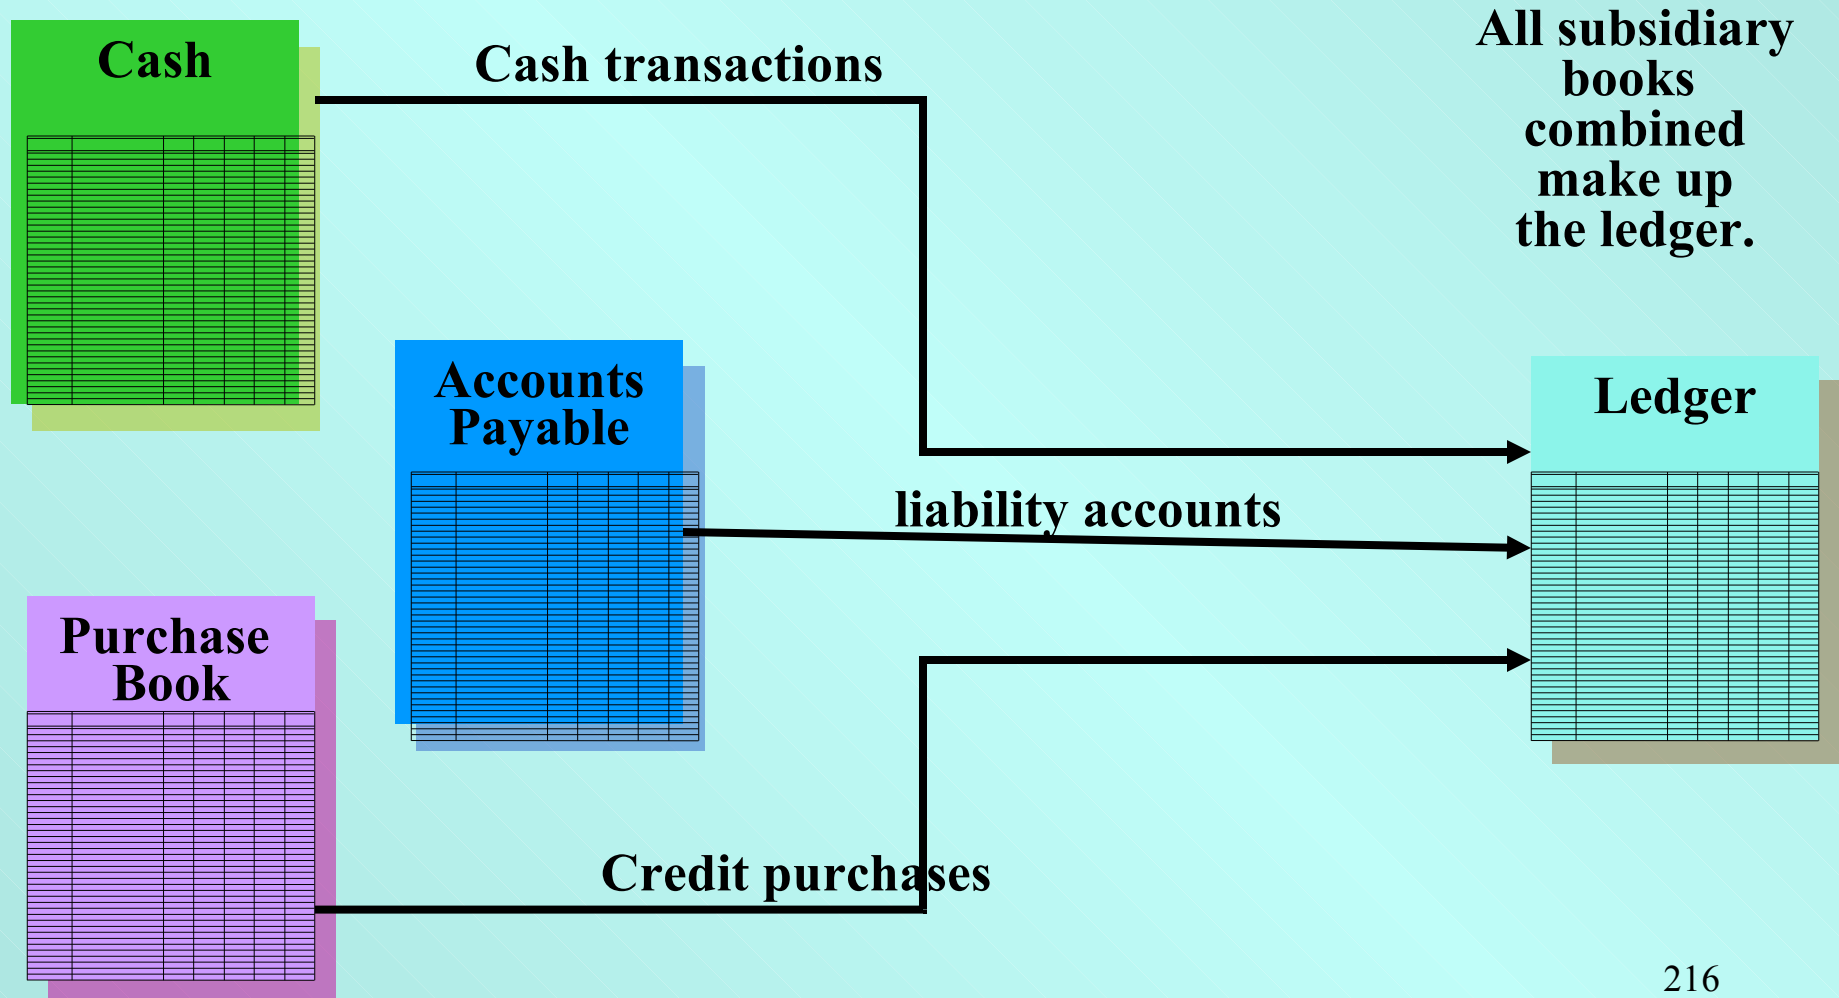 Cash
Cash transactions
All subsidiary
books
combined
make up
the ledger.
Accounts
Payable
Ledger
liability accounts
Purchase
Book
Credit purchases
216